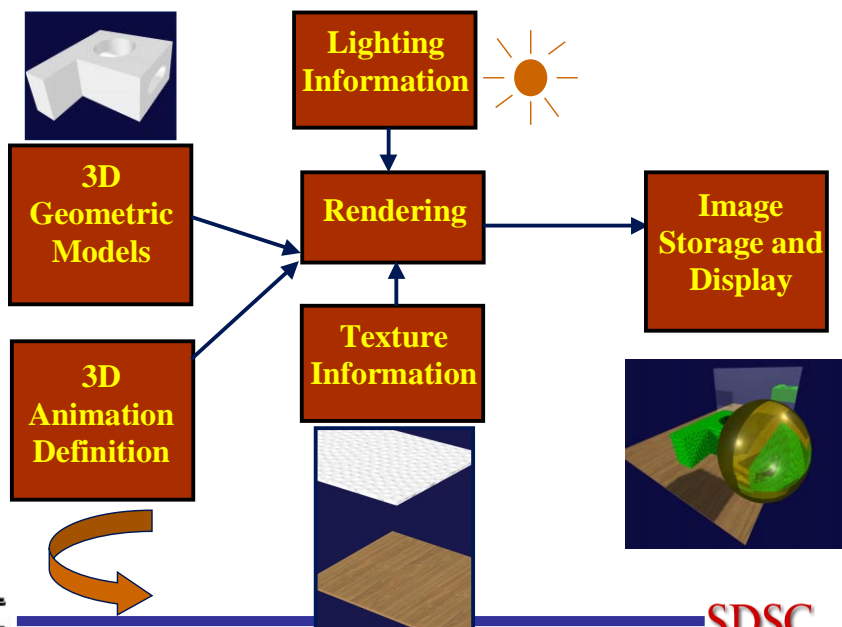 Lighting
Information
3D
Geometric
Models
Rendering
Image
Storage and
Display
3D
Animation
Definition
Texture
Information
SDSC